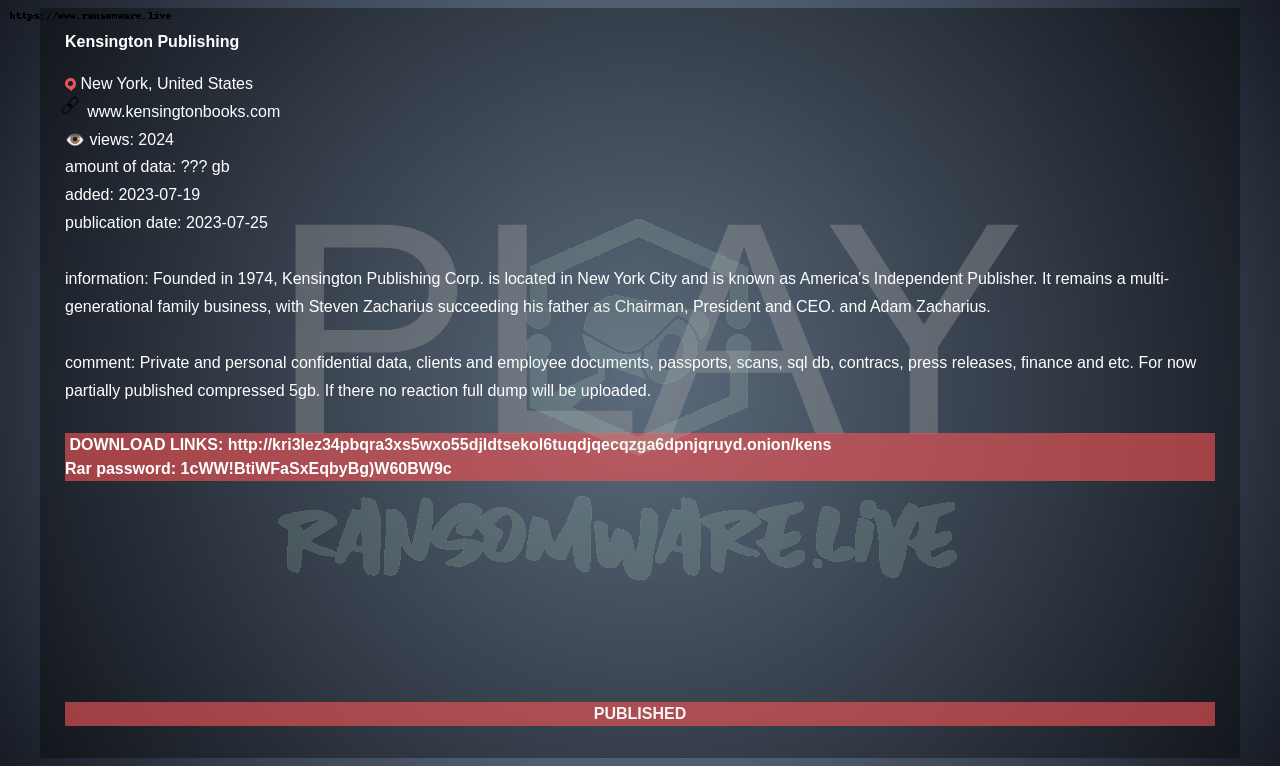 https://www.ransomware.live
Kensington Publishing
New York, United States
www.kensingtonbooks.com
views: 2024
amount of data: ??? gb
added: 2023-07-19
publication date: 2023-07-25
information: Founded in 1974, Kensington Publishing Corp. is located in New York City and is known as America's Independent Publisher. It remains a multi-
generational family business, with Steven Zacharius succeeding his father as Chairman, President and CEO. and Adam Zacharius.
PLAY
comment: Private and personal confidential data, clients and employee documents, passports, scans, sql db, contracs, press releases, finance and etc. For now
partially published compressed 5gb. If there no reaction full dump will be uploaded.
DOWNLOAD LINKS: http://kri3lez34pbqra3xs5wxo55djldtsekol6tuqdjqecqzga6dpnjqruyd.onion/kens
Rar password: 1cWW!BtiWFaSxEqbyBg)W60BW9c
RANSOMWARE.LIVE
PUBLISHED